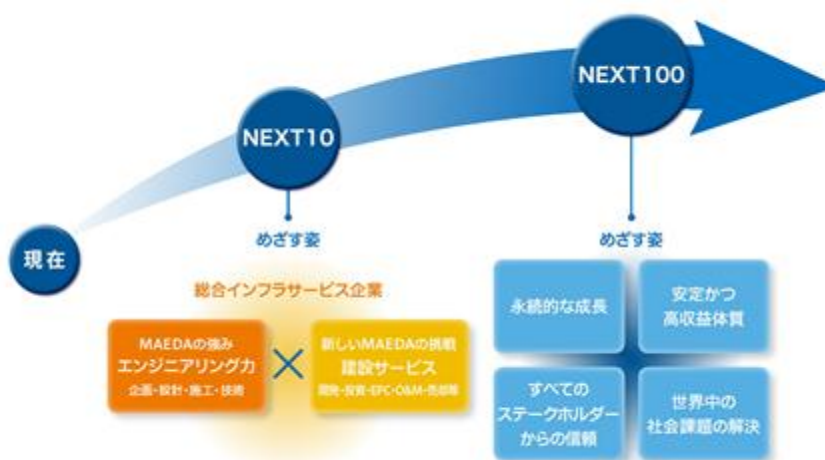 NEXT100
NEXT10
現在
めざす姿
めざす姿
総合インフラサービス企業
MAEDAの強み
エンジニアリング力
企画・設計・施工・技術
新しいMAEDAの挑戦
建設サービス
開発・投資・EPC・O&M・売却等
永続的な成長
安定かつ
高収益体質
すべての
ステークホルダー
からの信頼
世界中の
社会課題の解決